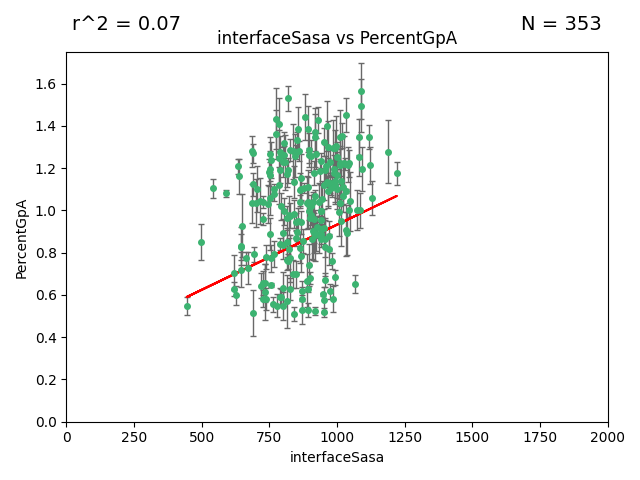 r^2 = 0.07
N = 353
interfaceSasa vs PercentGpA
PercentGpA
1.6
1.4
1.2
1.0
0.8
0.6
0.4
0.2
0.0
0 250 500 750 1000 1250 1500 1750 2000
interfaceSasa